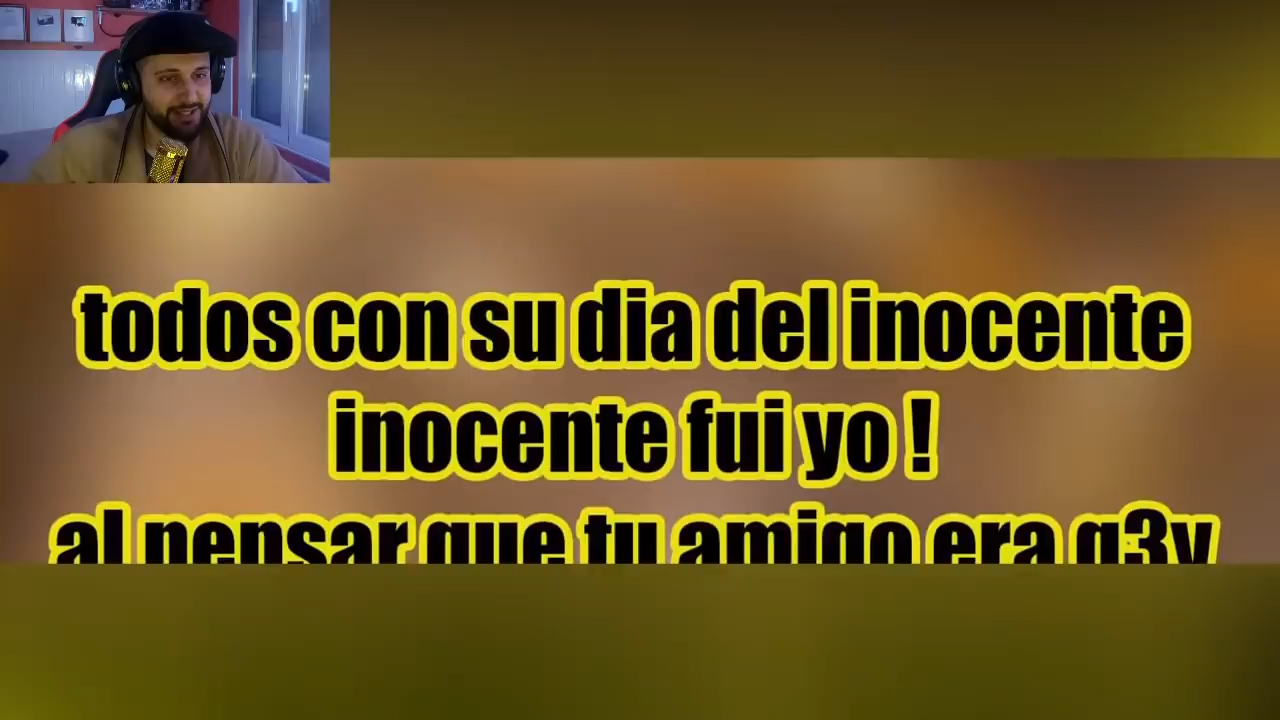 todos con su dia del inocente
inocente fui yo !
al pensar que tu amigo era g3y